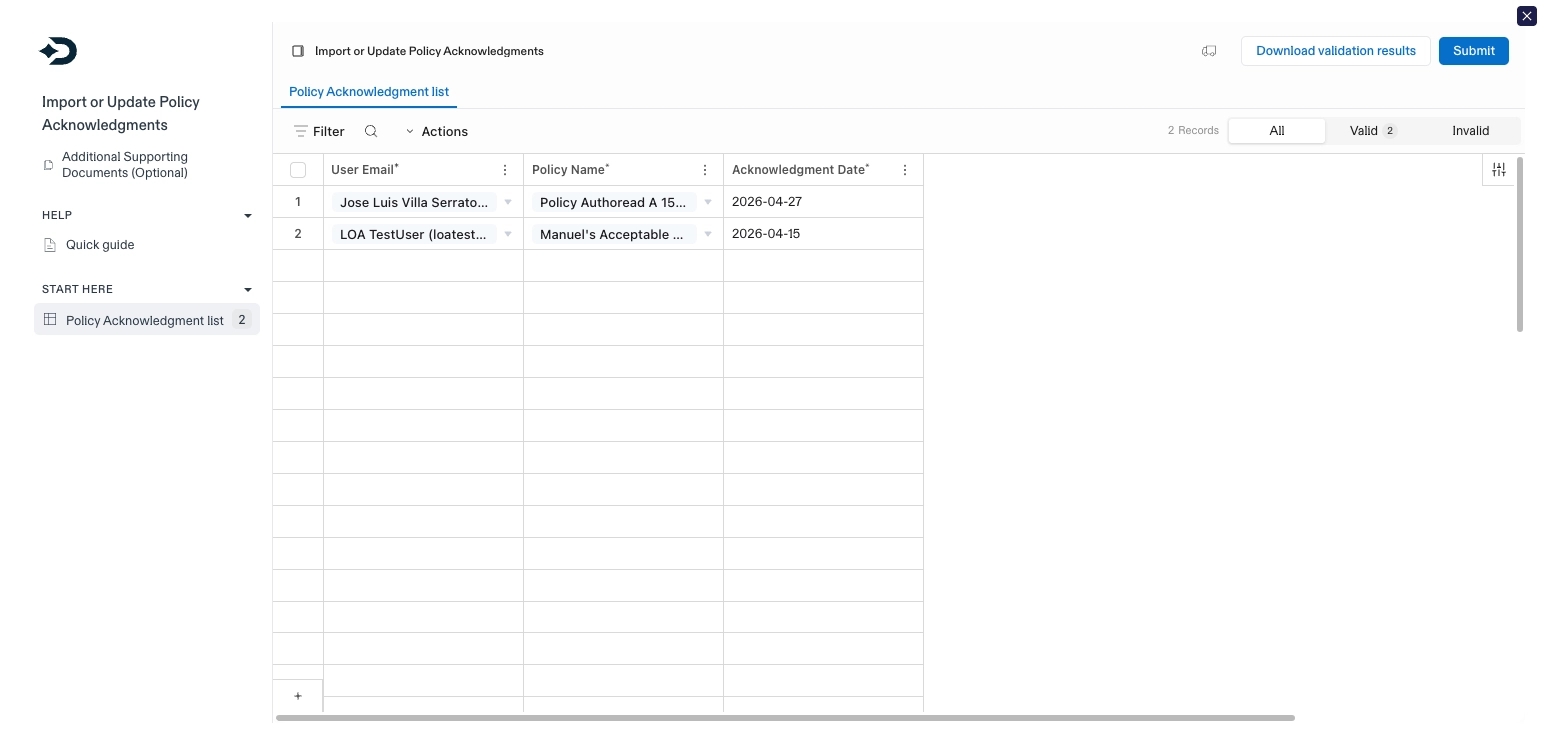 Import or Update Policy
Acknowledgments
Additional Supporting
Documents (Optional)
HELP
Quick guide
START HERE
Policy Acknowledgment list 2
Import or Update Policy Acknowledgments
Download validation results
Submit
Policy Acknowledgment list
Filter
Actions
2 Records
All
Valid 2
Invalid
User Email* Policy Name* Acknowledgment Date*
1 Jose Luis Villa Serrato... Policy Authoread A 15... 2026-04-27
2 LOA TestUser (loatest... Manuel's Acceptable ... 2026-04-15
+